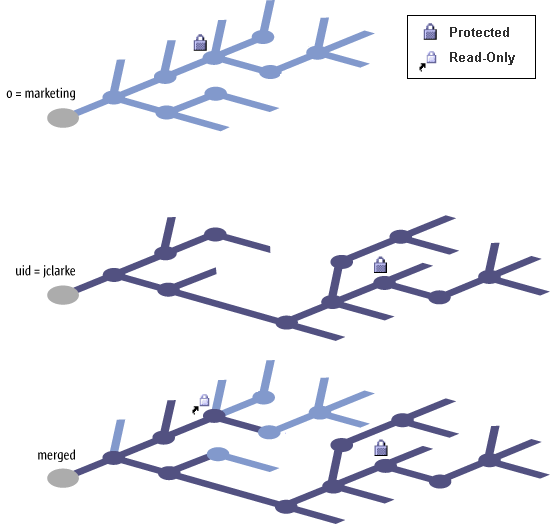 Protected
Read-Only
o = marketing
uid = jclarke
merged